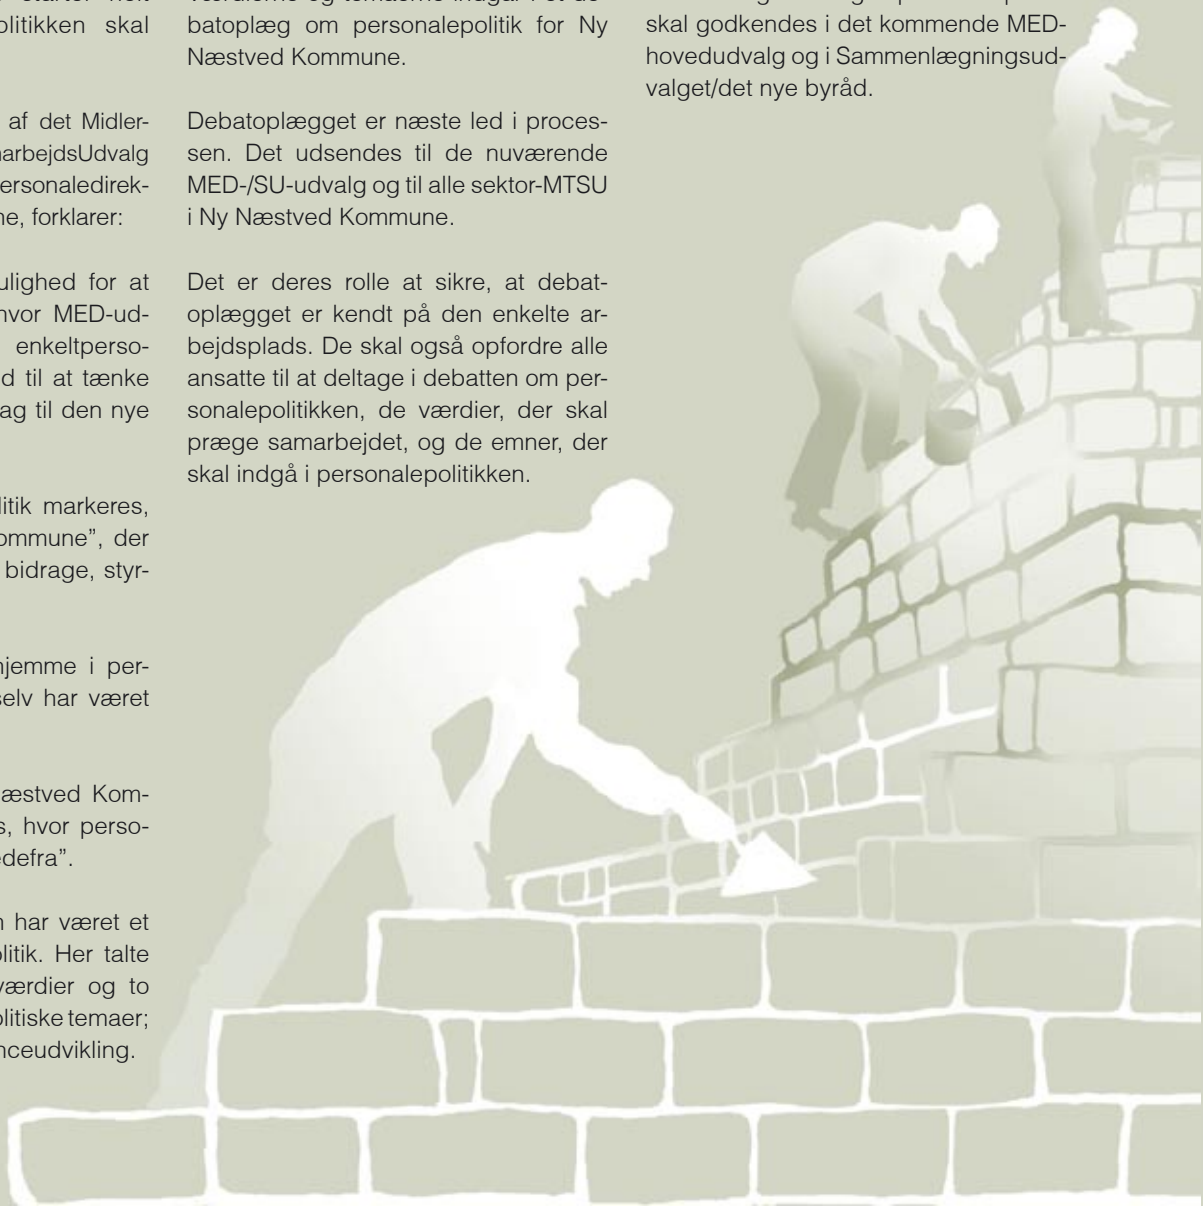 olitikken skal
af det Midler-
arbejdsUdvalg
ersonaledirek-
ne, forklarer:
ulighed for at
hvor MED-ud-
enkeltperso-
d til at tænke
ag til den nye
litik markeres,
ommune”, der
bidrage, styr-
hjemme i per-
selv har været
æstved Kom-
s, hvor perso-
edefra”.
har været et
olitik. Her talte
værdier og to
olitiske temaer;
nceudvikling.
batoplæg om personalepolitik for Ny
Næstved Kommune.
Debatoplægget er næste led i proces-
sen. Det udsendes til de nuværende
MED-/SU-udvalg og til alle sektor-MTSU
i Ny Næstved Kommune.
Det er deres rolle at sikre, at debat-
oplægget er kendt på den enkelte ar-
bejdsplads. De skal også opfordre alle
ansatte til at deltage i debatten om per-
sonalepolitikken, de værdier, der skal
præge samarbejdet, og de emner, der
skal indgå i personalepolitikken.
skal godkendes i det kommende MED-
hovedudvalg og i Sammenlægningsud-
valget/det nye byråd.